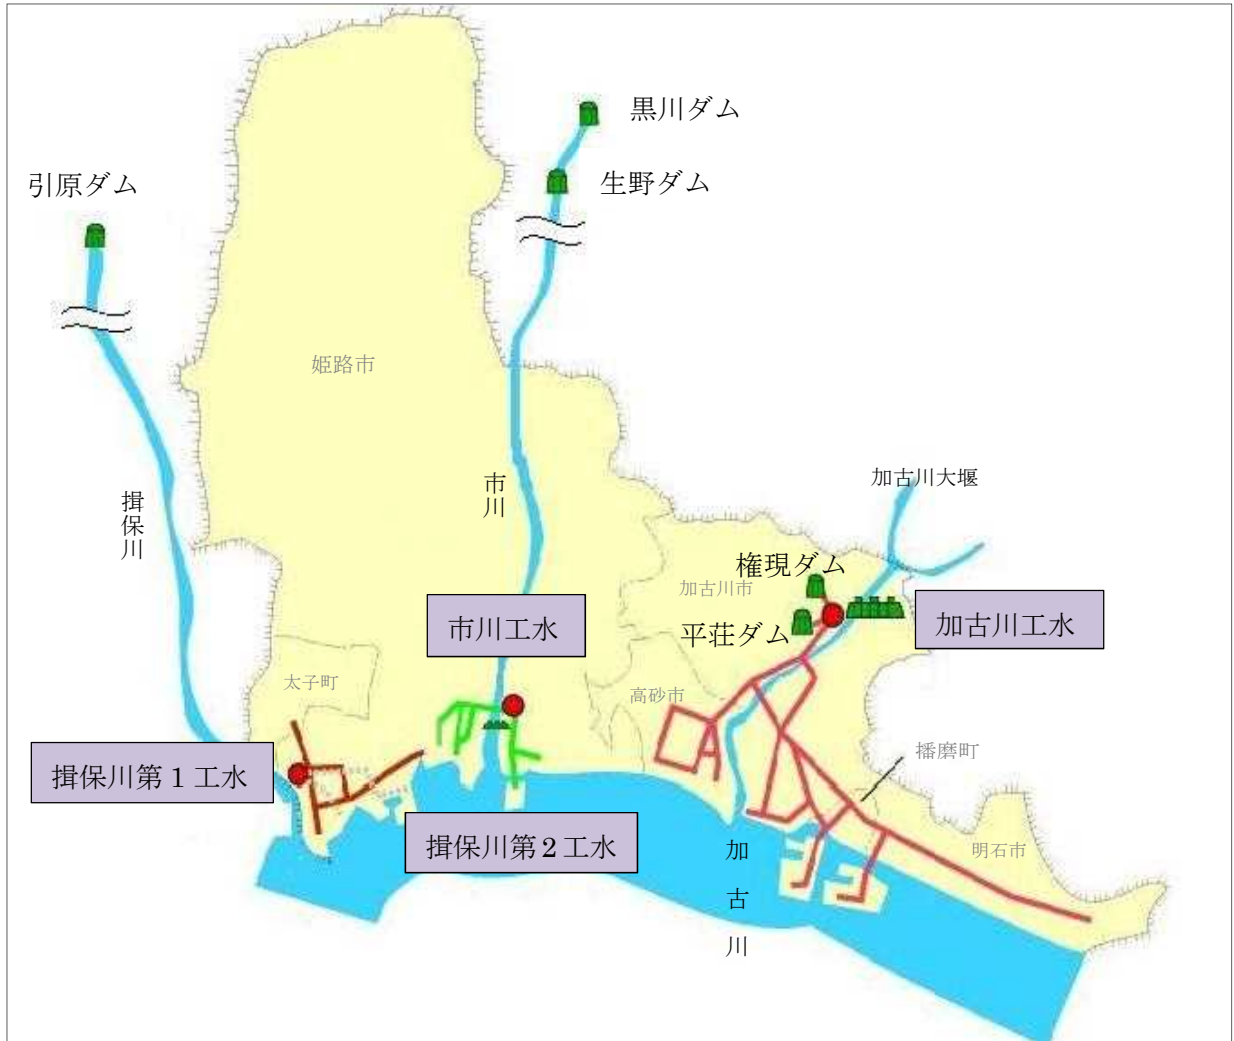 黒川ダム
生野ダム
引原ダム
姫路市
市川
揖保川
加古川大堰
権現ダム
加古川市
平荘ダム
加古川工水
市川工水
太子町
高砂市
播磨町
揖保川第1工水
揖保川第2工水
加古川
明石市